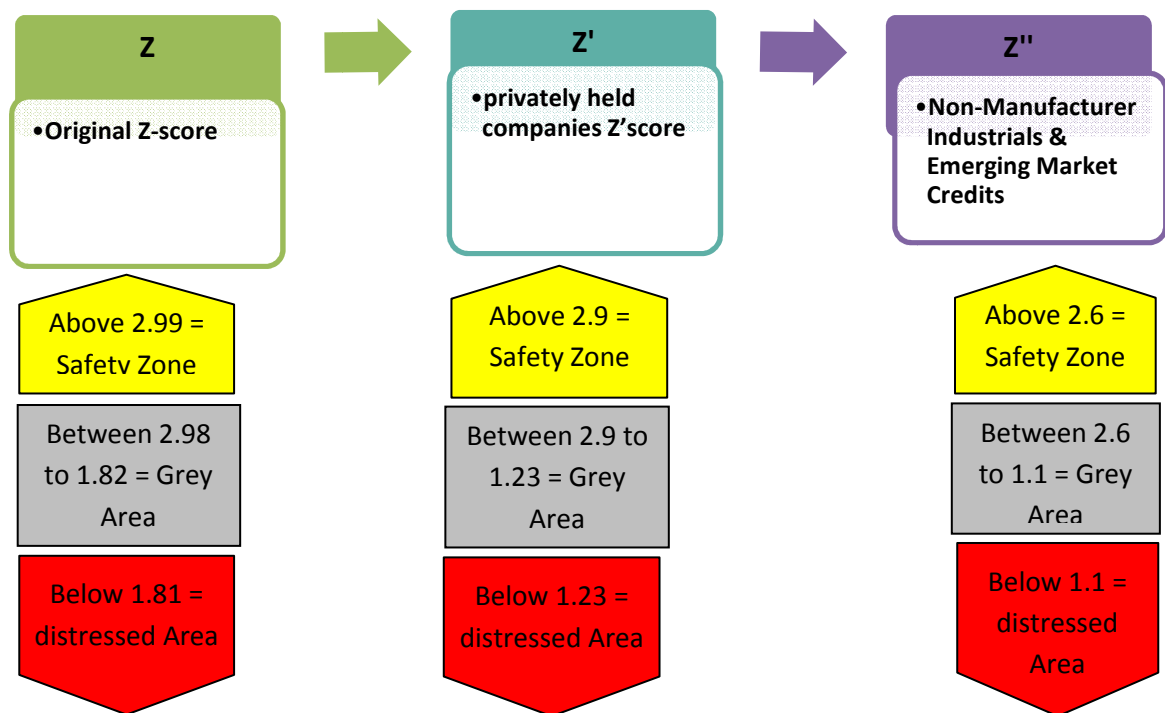 Z
•Original Z-score
Z'
•privately held
companies Z'score
Z''
•Non-Manufacturer
Industrials &
Emerging Market
Credits
Above 2.99 =
Safety Zone
Between 2.98
to 1.82 = Grey
Area
Below 1.81 =
distressed Area
Above 2.9 =
Safety Zone
Between 2.9 to
1.23 = Grey
Area
Below 1.23 =
distressed Area
Above 2.6 =
Safety Zone
Between 2.6
to 1.1 = Grey
Area
Below 1.1 =
distressed
Area